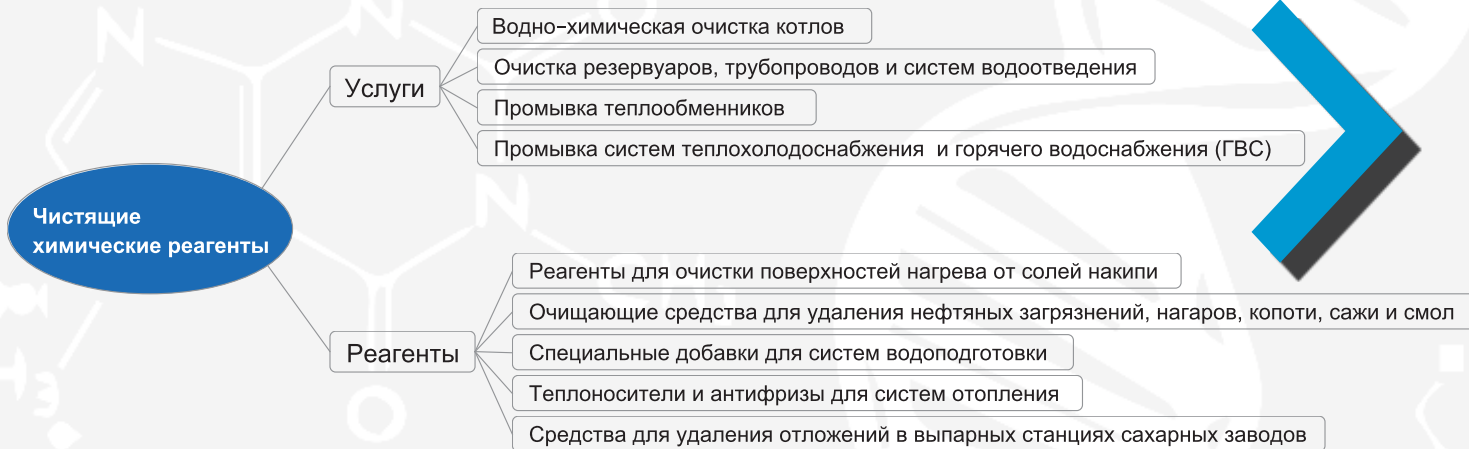 Водно-химическая очистка котлов
Очистка резервуаров, трубопроводов и систем водоотведения
Услуги
Промывка теплообменников
Промывка систем теплохолодоснабжения и горячего водоснабжения (ГВС)
Чистящие
химические реагенты
Реагенты для очистки поверхностей нагрева от солей накипи
Очищающие средства для удаления нефтяных загрязнений, нагаров, копоти, сажи и смол
Реагенты
Специальные добавки для систем водоподготовки
Теплоносители и антифризы для систем отопления
Средства для удаления отложений в выпарных станциях сахарных заводов
N
N
N
CH₃
O